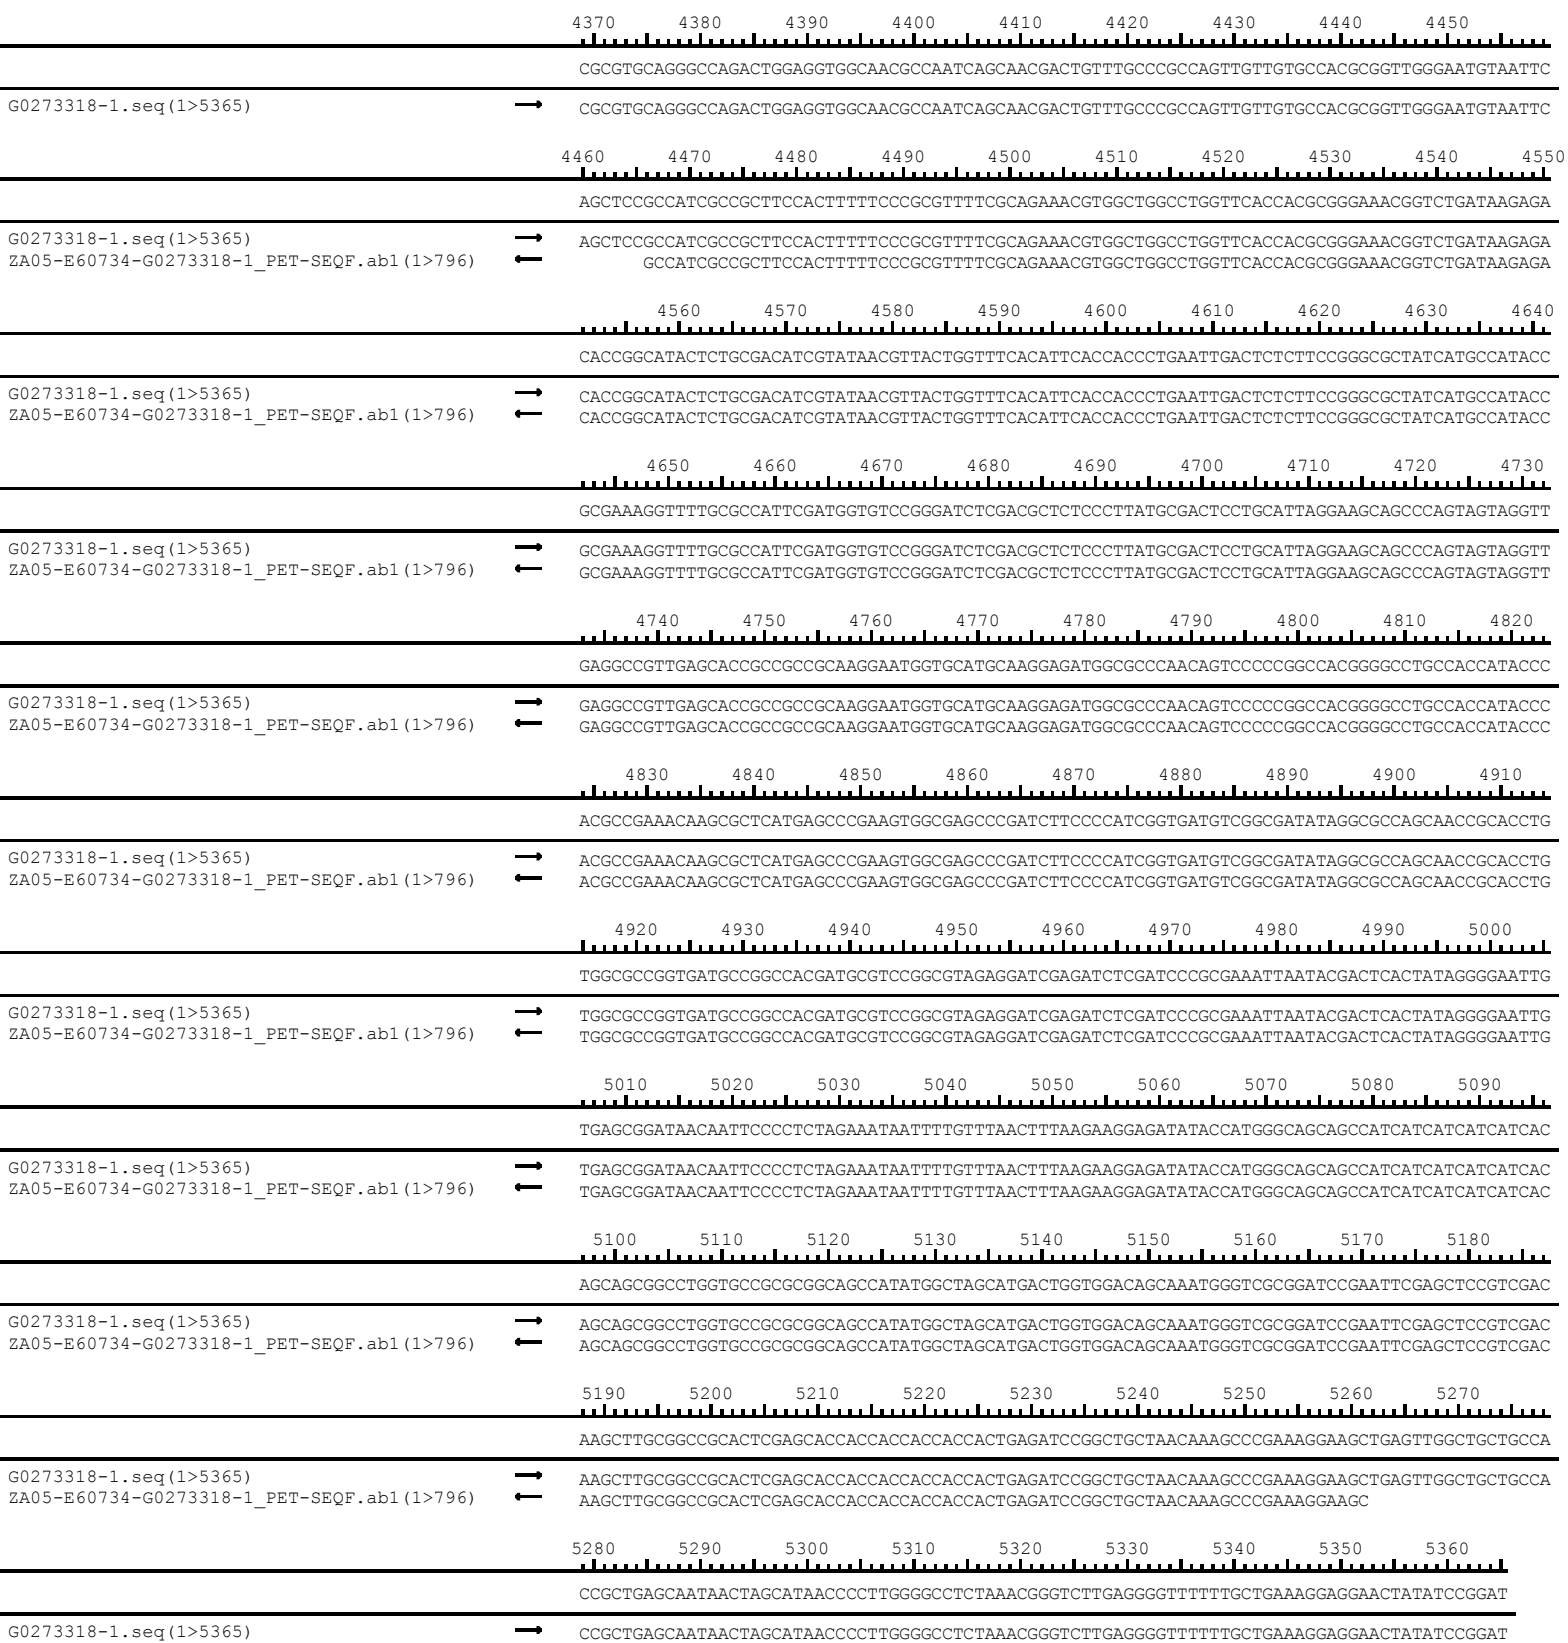 4370 4380 4390 4400 4410 4420 4430 4440 4450
CGCGTGCAGGGCCAGACTGGAGGTGGCAACGCCAATCAGCAACGACTGTTTGCCCGCCAGTTGTTGTGCCACGCGGTTGGGAATGTAATTC
G0273318-1.seq(1>5365) → CGCGTGCAGGGCCAGACTGGAGGTGGCAACGCCAATCAGCAACGACTGTTTGCCCGCCAGTTGTTGTGCCACGCGGTTGGGAATGTAATTC
4460 4470 4480 4490 4500 4510 4520 4530 4540 4550
AGCTCCGCCATCGCCGCTTCCACTTTTTCCCGCGTTTTCGCAGAAACGTGGCTGGCCTGGTTCACCACGCGGGAAACGGTCTGATAAGAGA
G0273318-1.seq(1>5365) → AGCTCCGCCATCGCCGCTTCCACTTTTTCCCGCGTTTTCGCAGAAACGTGGCTGGCCTGGTTCACCACGCGGGAAACGGTCTGATAAGAGA
ZA05-E60734-G0273318-1_PET-SEQF.ab1(1>796) ← GCCATCGCCGCTTCCACTTTTTCCCGCGTTTTCGCAGAAACGTGGCTGGCCTGGTTCACCACGCGGGAAACGGTCTGATAAGAGA
4560 4570 4580 4590 4600 4610 4620 4630 4640
CACCGGCATACTCTGCGACATCGTATAACGTTACTGGTTTCACATTCACCACCCTGAATTGACTCTCTTCCGGGCGCTATCATGCCATACC
G0273318-1.seq(1>5365) → CACCGGCATACTCTGCGACATCGTATAACGTTACTGGTTTCACATTCACCACCCTGAATTGACTCTCTTCCGGGCGCTATCATGCCATACC
ZA05-E60734-G0273318-1_PET-SEQF.ab1(1>796) ← CACCGGCATACTCTGCGACATCGTATAACGTTACTGGTTTCACATTCACCACCCTGAATTGACTCTCTTCCGGGCGCTATCATGCCATACC
4650 4660 4670 4680 4690 4700 4710 4720 4730
GCGAAAGGTTTTGCGCCATTCGATGGTGTCCGGGATCTCGACGCTCTCCCTTATGCGACTCCTGCATTAGGAAGCAGCCCAGTAGTAGGTT
G0273318-1.seq(1>5365) → GCGAAAGGTTTTGCGCCATTCGATGGTGTCCGGGATCTCGACGCTCTCCCTTATGCGACTCCTGCATTAGGAAGCAGCCCAGTAGTAGGTT
ZA05-E60734-G0273318-1_PET-SEQF.ab1(1>796) ← GCGAAAGGTTTTGCGCCATTCGATGGTGTCCGGGATCTCGACGCTCTCCCTTATGCGACTCCTGCATTAGGAAGCAGCCCAGTAGTAGGTT
4740 4750 4760 4770 4780 4790 4800 4810 4820
GAGGCCGTTGAGCACCGCCGCCGCAAGGAATGGTGCATGCAAGGAGATGGCGCCCAACAGTCCCCCGGCCACGGGGCCTGCCACCATACCC
G0273318-1.seq(1>5365) → GAGGCCGTTGAGCACCGCCGCCGCAAGGAATGGTGCATGCAAGGAGATGGCGCCCAACAGTCCCCCGGCCACGGGGCCTGCCACCATACCC
ZA05-E60734-G0273318-1_PET-SEQF.ab1(1>796) ← GAGGCCGTTGAGCACCGCCGCCGCAAGGAATGGTGCATGCAAGGAGATGGCGCCCAACAGTCCCCCGGCCACGGGGCCTGCCACCATACCC
4830 4840 4850 4860 4870 4880 4890 4900 4910
ACGCCGAAACAAGCGCTCATGAGCCCGAAGTGGCGAGCCCGATCTTCCCCATCGGTGATGTCGGCGATATAGGCGCCAGCAACCGCACCTG
G0273318-1.seq(1>5365) → ACGCCGAAACAAGCGCTCATGAGCCCGAAGTGGCGAGCCCGATCTTCCCCATCGGTGATGTCGGCGATATAGGCGCCAGCAACCGCACCTG
ZA05-E60734-G0273318-1_PET-SEQF.ab1(1>796) ← ACGCCGAAACAAGCGCTCATGAGCCCGAAGTGGCGAGCCCGATCTTCCCCATCGGTGATGTCGGCGATATAGGCGCCAGCAACCGCACCTG
4920 4930 4940 4950 4960 4970 4980 4990 5000
TGGCGCCGGTGATGCCGGCCACGATGCGTCCGGCGTAGAGGATCGAGATCTCGATCCCGCGAAATTAATACGACTCACTATAGGGGAATTG
G0273318-1.seq(1>5365) → TGGCGCCGGTGATGCCGGCCACGATGCGTCCGGCGTAGAGGATCGAGATCTCGATCCCGCGAAATTAATACGACTCACTATAGGGGAATTG
ZA05-E60734-G0273318-1_PET-SEQF.ab1(1>796) ← TGGCGCCGGTGATGCCGGCCACGATGCGTCCGGCGTAGAGGATCGAGATCTCGATCCCGCGAAATTAATACGACTCACTATAGGGGAATTG
5010 5020 5030 5040 5050 5060 5070 5080 5090
TGAGCGGATAACAATTCCCCTCTAGAAATAATTTTGTTTAACTTTAAGAAGGAGATATACCATGGGCAGCAGCCATCATCATCATCATCAC
G0273318-1.seq(1>5365) → TGAGCGGATAACAATTCCCCTCTAGAAATAATTTTGTTTAACTTTAAGAAGGAGATATACCATGGGCAGCAGCCATCATCATCATCATCAC
ZA05-E60734-G0273318-1_PET-SEQF.ab1(1>796) ← TGAGCGGATAACAATTCCCCTCTAGAAATAATTTTGTTTAACTTTAAGAAGGAGATATACCATGGGCAGCAGCCATCATCATCATCATCAC
5100 5110 5120 5130 5140 5150 5160 5170 5180
AGCAGCGGCCTGGTGCCGCGCGGCAGCCATATGGCTAGCATGACTGGTGGACAGCAAATGGGTCGCGGATCCGAATTCGAGCTCCGTCGAC
G0273318-1.seq(1>5365) → AGCAGCGGCCTGGTGCCGCGCGGCAGCCATATGGCTAGCATGACTGGTGGACAGCAAATGGGTCGCGGATCCGAATTCGAGCTCCGTCGAC
ZA05-E60734-G0273318-1_PET-SEQF.ab1(1>796) ← AGCAGCGGCCTGGTGCCGCGCGGCAGCCATATGGCTAGCATGACTGGTGGACAGCAAATGGGTCGCGGATCCGAATTCGAGCTCCGTCGAC
5190 5200 5210 5220 5230 5240 5250 5260 5270
AAGCTTGCGGCCGCACTCGAGCACCACCACCACCACCACTGAGATCCGGCTGCTAACAAAGCCCGAAAGGAAGCTGAGTTGGCTGCTGCCA
G0273318-1.seq(1>5365) → AAGCTTGCGGCCGCACTCGAGCACCACCACCACCACCACTGAGATCCGGCTGCTAACAAAGCCCGAAAGGAAGCTGAGTTGGCTGCTGCCA
ZA05-E60734-G0273318-1_PET-SEQF.ab1(1>796) ← AAGCTTGCGGCCGCACTCGAGCACCACCACCACCACCACTGAGATCCGGCTGCTAACAAAGCCCGAAAGGAAGC
5280 5290 5300 5310 5320 5330 5340 5350 5360
CCGCTGAGCAATAACTAGCATAACCCCTTGGGGCCTCTAAACGGGTCTTGAGGGGTTTTTTGCTGAAAGGAGGAACTATATCCGGAT
G0273318-1.seq(1>5365) → CCGCTGAGCAATAACTAGCATAACCCCTTGGGGCCTCTAAACGGGTCTTGAGGGGTTTTTTGCTGAAAGGAGGAACTATATCCGGAT